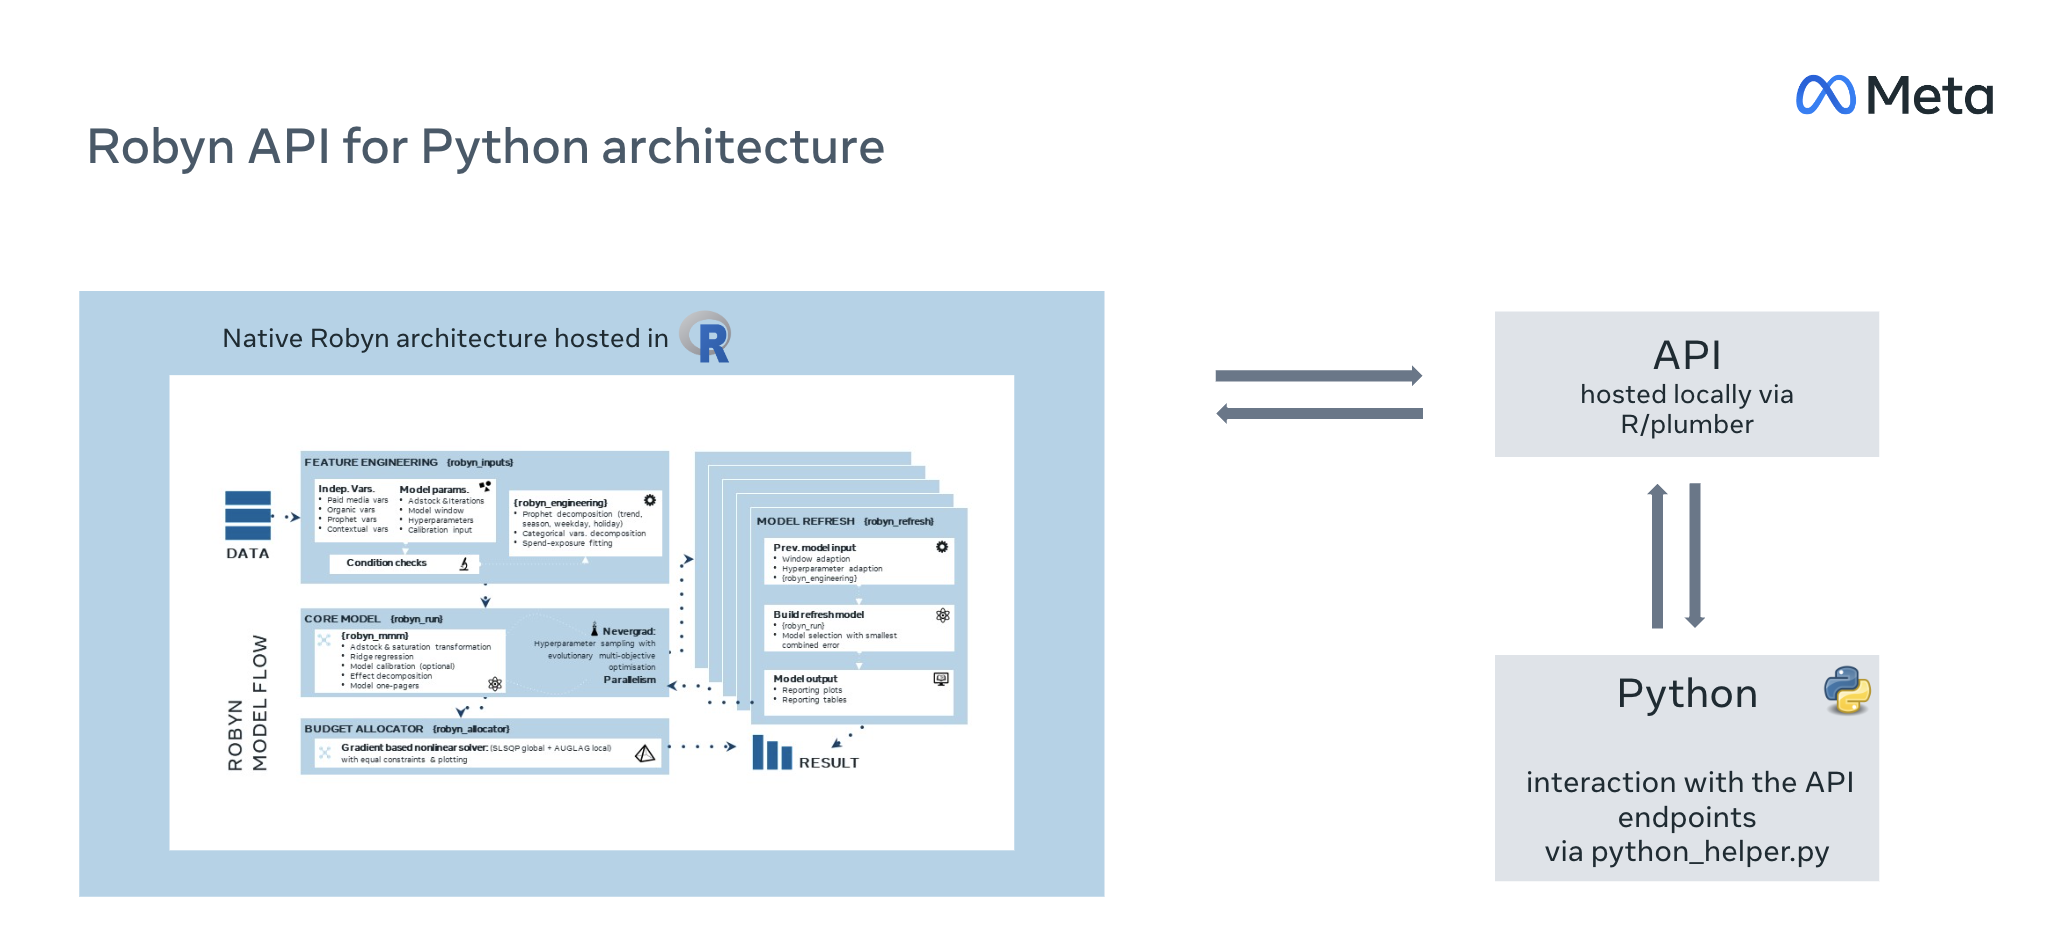 Meta
Robyn API for Python architecture
Native Robyn architecture hosted in R
FEATURE ENGINEERING {robyn_inputs}
Indep. Vars.
• Paid media vars
• Organic vars
• Prophet vars
• Contextual vars
Model params.
• Adstock & Iterations
• Model window
• Hyperparameters
• Calibration input
{robyn_engineering}
• Prophet decomposition (trend,
season, weekday, holiday)
• Categorical vars. decomposition
• Spend-exposure fitting
Condition checks
DATA
ROBYN
MODEL FLOW
CORE MODEL {robyn_run}
{robyn_mmm}
• Adstock & saturation transformation
• Ridge regression
• Model calibration (optional)
• Effect decomposition
• Model one-pagers
Nevergrad:
Hyperparameter sampling with
evolutionary multi-objective
optimisation
Parallelism
BUDGET ALLOCATOR {robyn_allocator}
Gradient based nonlinear solver: (SLSQP global + AUGLAG local)
with equal constraints & plotting
MODEL REFRESH {robyn_refresh}
Prev. model input
• Window adaption
• Hyperparameter adaption
• {robyn_engineering}
Build refresh model
• {robyn_run}
• Model selection with smallest
combined error
Model output
• Reporting plots
• Reporting tables
RESULT
API
hosted locally via
R/plumber
Python
interaction with the API
endpoints
via python_helper.py